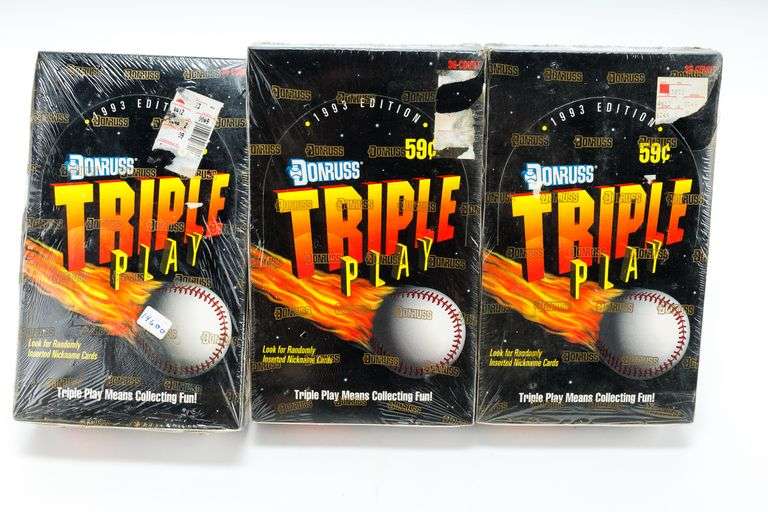 1993 EDITION
DONRUSS
TRIPLE
PLAY
Look for Randomly
Inserted Nickname Cards
Triple Play Means Collecting Fun!
1993 EDITION
59¢
DONRUSS
TRIPLE
PLAY
Look for Randomly
Inserted Nickname Cards
Triple Play Means Collecting Fun!
1993 EDITION
59¢
DONRUSS
TRIPLE
PLAY
Look for Randomly
Inserted Nickname Cards
Triple Play Means Collecting Fun!